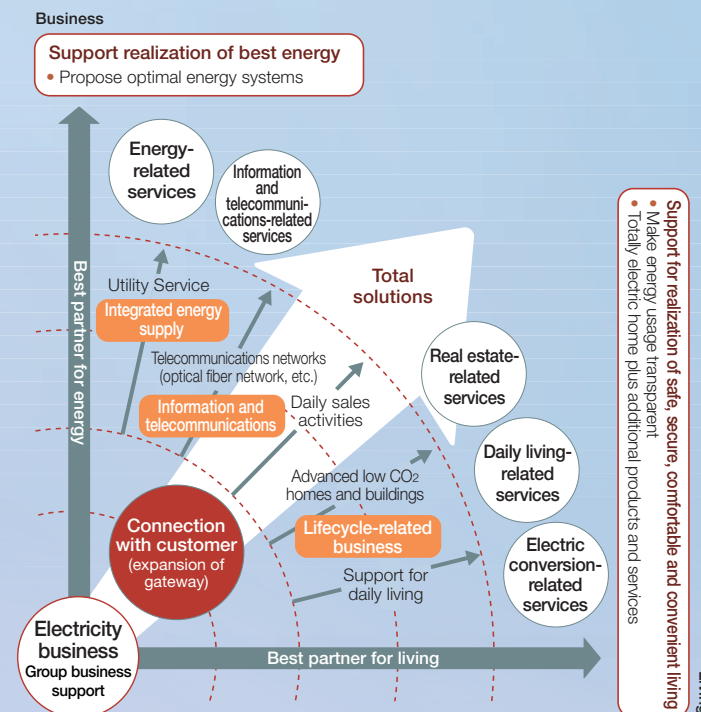 Business
Support realization of best energy
• Propose optimal energy systems
Energy-
related
services
Information
and
telecommuni-
cations-related
services
Best partner for energy
Utility Service
Integrated energy
supply
Total
solutions
Telecommunications networks
(optical fiber network, etc.)
Information and
telecommunications
Daily sales
activities
Real estate-
related
services
Daily living-
related
services
Advanced low CO2
homes and buildings
Lifecycle-related
business
Connection
with customer
(expansion of
gateway)
Support for
daily living
Electric
conversion-
related
services
Electricity
business
Group business
support
Best partner for living
Support for realization of safe, secure, comfortable and convenient living
• Make energy usage transparent
• Totally electric home plus additional products and services